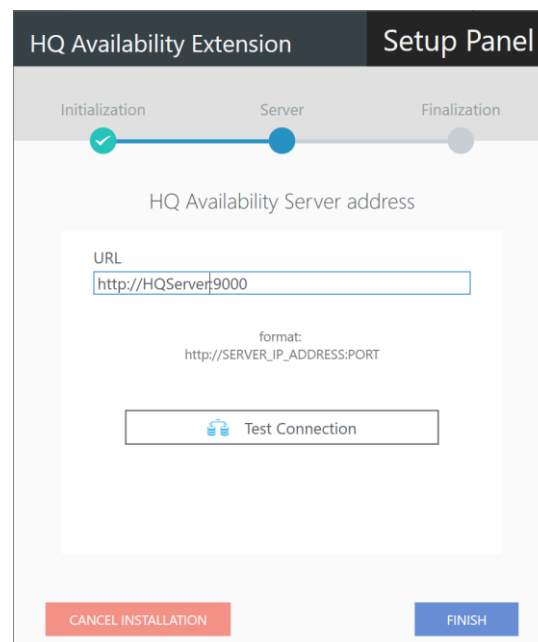 HQ Availability Extension
Setup Panel
Initialization
Server
Finalization
HQ Availability Server address
URL
http://HQServer:9000
format:
http://SERVER_IP_ADDRESS:PORT
Test Connection
CANCEL INSTALLATION
FINISH